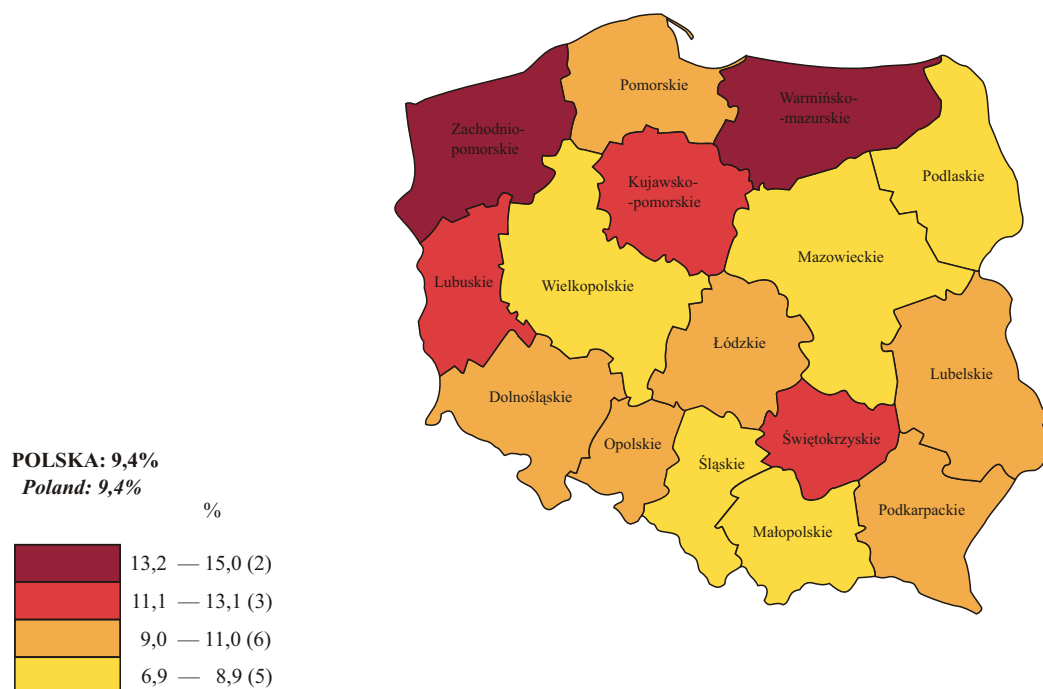 Pomorskie
Warmińsko-
-mazurskie
Zachodnio-
pomorskie
Podlaskie
Kujawsko-
-pomorskie
Mazowieckie
Lubuskie
Wielkopolskie
Łódzkie
Lubelskie
Dolnośląskie
Opolskie
Świętokrzyskie
Śląskie
Podkarpackie
Małopolskie
POLSKA: 9,4%
Poland: 9,4%
%
13,2 — 15,0 (2)
11,1 — 13,1 (3)
9,0 — 11,0 (6)
6,9 — 8,9 (5)